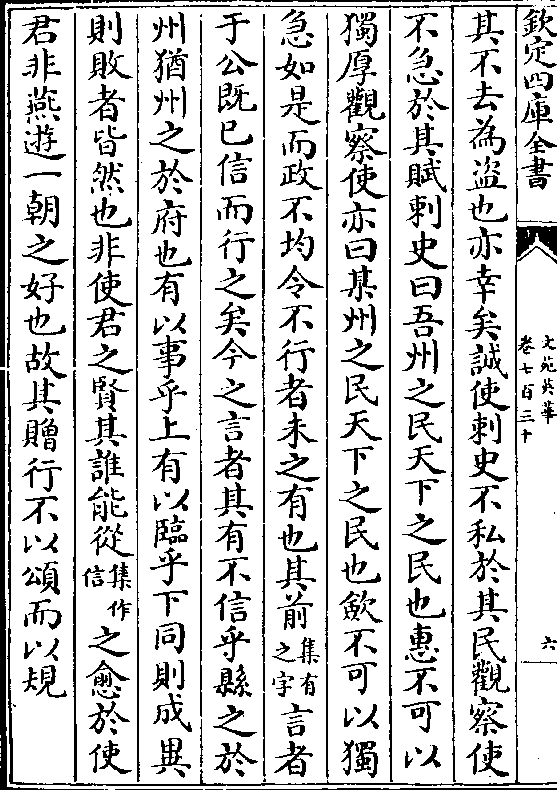 欽定四庫全書
文苑英華
卷七百三十
六
其不去為盜也亦幸矣誠使刺史不私於其民觀察使
不急於其賦刺史曰吾州之民天下之民也惠不可以
獨厚觀察使亦曰某州之民天下之民也斂不可以獨
急如是而政不均令不行者未之有也其前集有之字言者
于公既已信而行之矣今之言者其有不信乎縣之於
州猶州之於府也有以事乎上有以臨乎下同則成異
則敗者皆然也非使君之賢其誰能從集作信之愈於使
君非燕遊一朝之好也故其贈行不以頌而以規